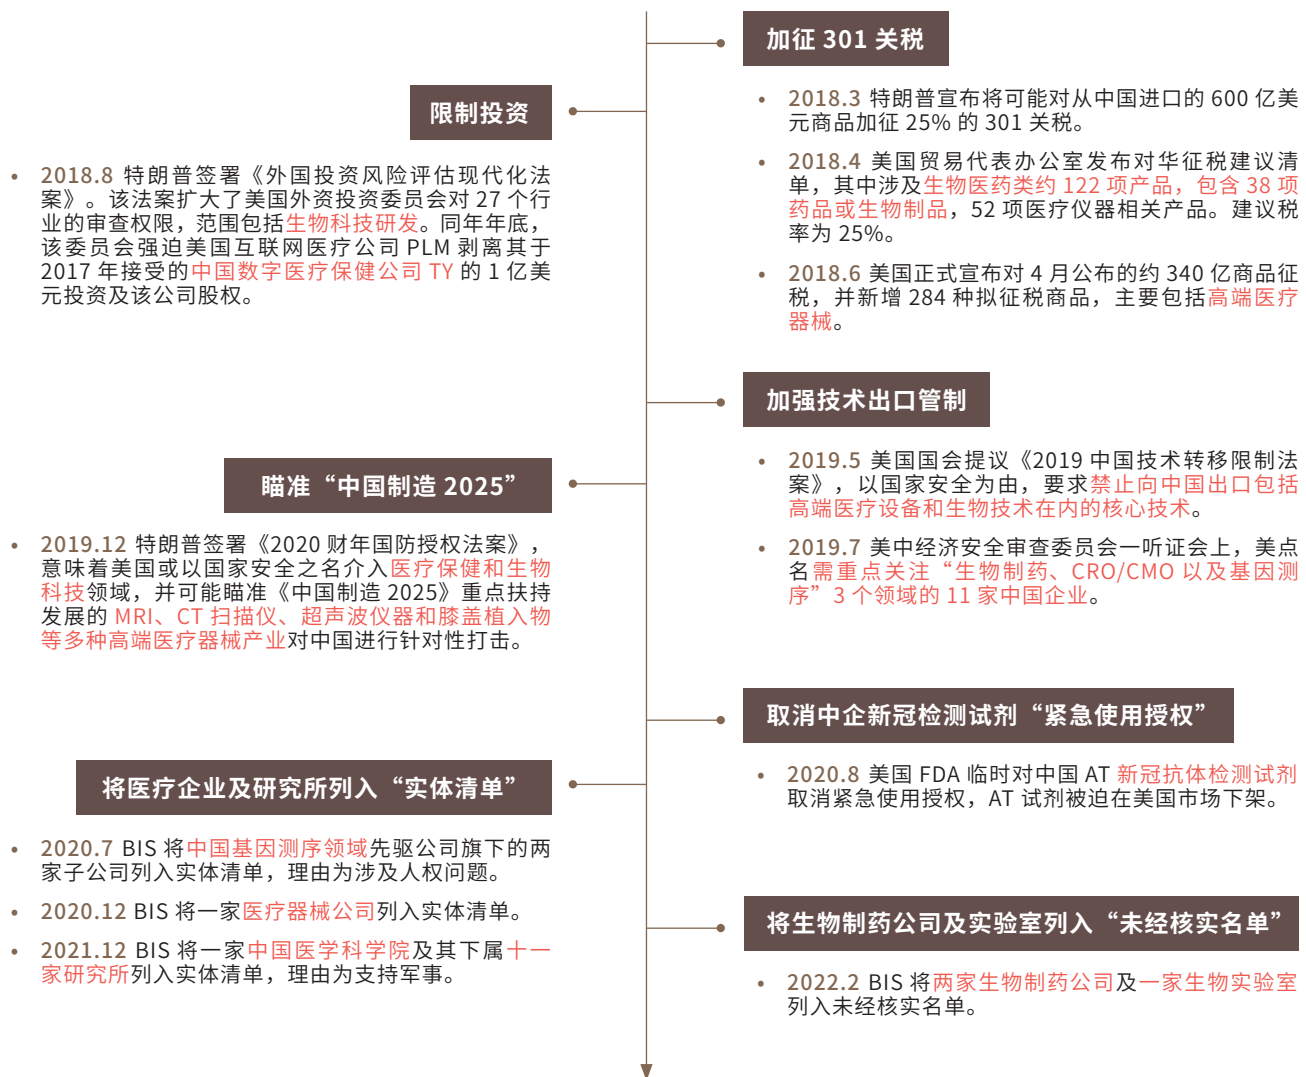 加征 301 关税
• 2018.3 特朗普宣布将可能对从中国进口的 600 亿美
元商品加征 25% 的 301 关税。
• 2018.4 美国贸易代表办公室发布对华征税建议清
单，其中涉及生物医药类约 122 项产品，包含 38 项
药品或生物制品，52 项医疗仪器相关产品。建议税
率为 25%。
• 2018.6 美国正式宣布对 4 月公布的约 340 亿商品征
税，并新增 284 种拟征税商品，主要包括高端医疗
器械。
限制投资
• 2018.8 特朗普签署《外国投资风险评估现代化法
案》。该法案扩大了美国外资投资委员会对 27 个行
业的审查权限，范围包括生物科技研发。同年年底，
该委员会强迫美国互联网医疗公司 PLM 剥离其于
2017 年接受的中国数字医疗保健公司 TY 的 1 亿美
元投资及该公司股权。
加强技术出口管制
• 2019.5 美国国会提议《2019 中国技术转移限制法
案》，以国家安全为由，要求禁止向中国出口包括
高端医疗设备和生物技术在内的核心技术。
• 2019.7 美中经济安全审查委员会一听证会上，美点
名需重点关注“生物制药、CRO/CMO 以及基因测
序”3 个领域的 11 家中国企业。
瞄准“中国制造 2025”
• 2019.12 特朗普签署《2020 财年国防授权法案》，
意味着美国或以国家安全之名介入医疗保健和生物
科技领域，并可能瞄准《中国制造 2025》重点扶持
发展的 MRI、CT 扫描仪、超声波仪器和膝盖植入物
等多种高端医疗器械产业对中国进行针对性打击。
取消中企新冠检测试剂“紧急使用授权”
• 2020.8 美国 FDA 临时对中国 AT 新冠抗体检测试剂
取消紧急使用授权，AT 试剂被迫在美国市场下架。
将医疗企业及研究所列入“实体清单”
• 2020.7 BIS 将中国基因测序领域先驱公司旗下的两
家子公司列入实体清单，理由为涉及人权问题。
• 2020.12 BIS 将一家医疗器械公司列入实体清单。
• 2021.12 BIS 将一家中国医学科学院及其下属十一
家研究所列入实体清单，理由为支持军事。
将生物制药公司及实验室列入“未经核实名单”
• 2022.2 BIS 将两家生物制药公司及一家生物实验室
列入未经核实名单。